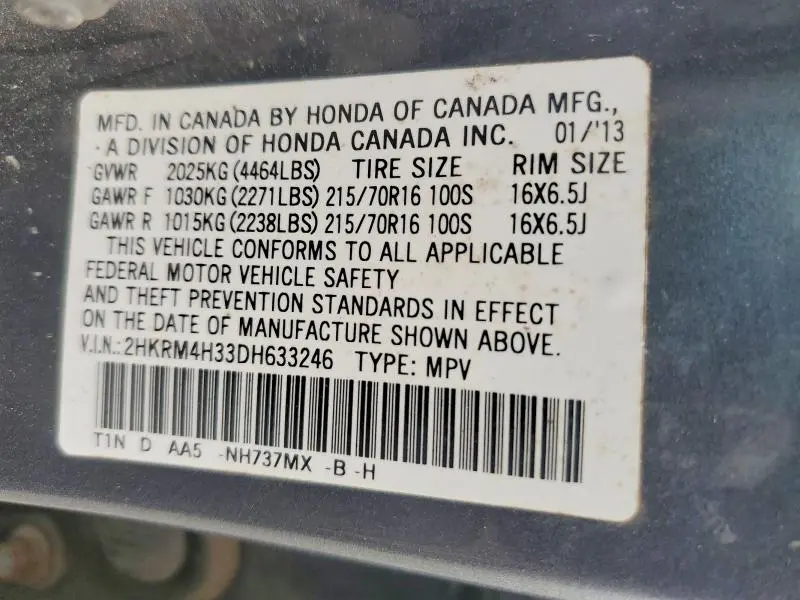 MFD. IN CANADA BY HONDA OF CANADA MFG.,
A DIVISION OF HONDA CANADA INC. 01/'13
GVWR 2025KG(4464LBS) TIRE SIZE RIM SIZE
GAWR F 1030KG(2271LBS) 215/70R16 100S 16X6.5J
GAWR R 1015KG(2238LBS) 215/70R16 100S 16X6.5J
THIS VEHICLE CONFORMS TO ALL APPLICABLE
FEDERAL MOTOR VEHICLE SAFETY
AND THEFT PREVENTION STANDARDS IN EFFECT
ON THE DATE OF MANUFACTURE SHOWN ABOVE.
V.I.N.:2HKRM4H33DH633246 TYPE: MPV
T1N D AA5 -NH737MX -B -H